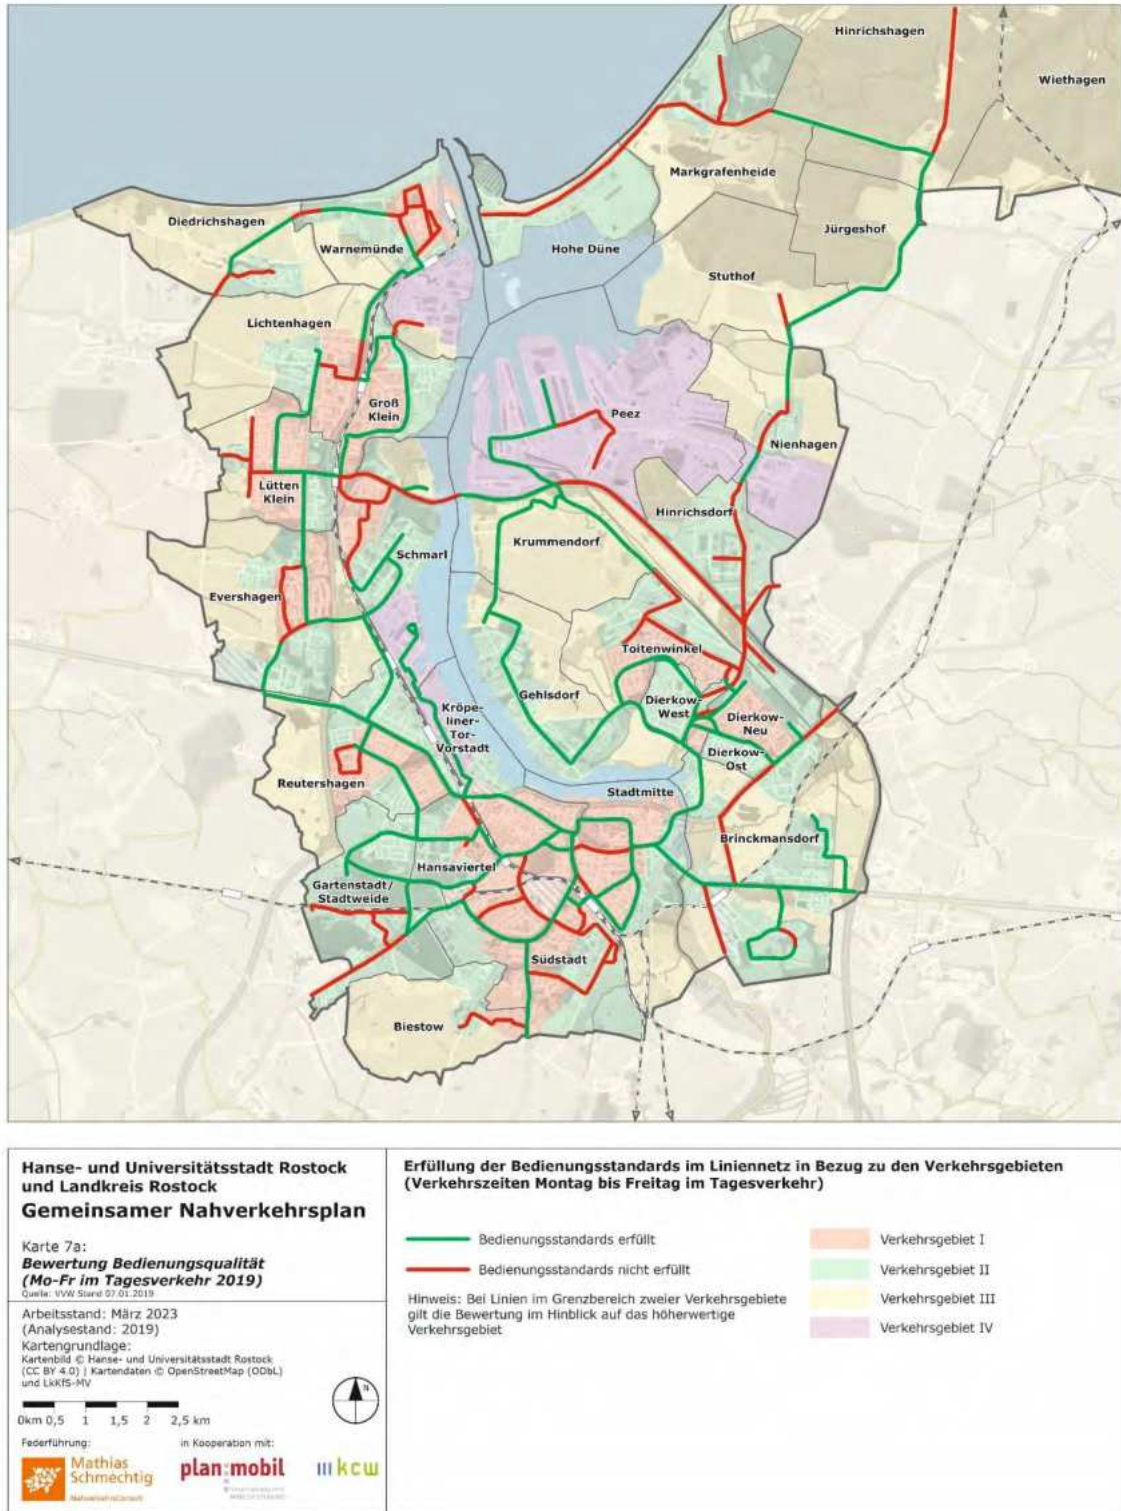 Hinrichshagen
Wiethagen
Markgrafenheide
Diedrichshagen
Jürgeshof
Warnemünde
Hohe Düne
Stuthof
Lichtenhagen
Groß
Klein
Peez
Nienhagen
Lütten
Klein
Hinrichsdorf
Krummendorf
Schmarl
Evershagen
Toitenwinkel
Gehlsdorf
Dierkow-
West
Kröpe-
liner-
Tor-
Vorstadt
Dierkow-
Neu
Dierkow-
Ost
Reutershagen
Stadtmitte
Brinckmansdorf
Hansaviertel
Gartenstadt/
Stadtweide
Südstadt
Biestow
Hanse- und Universitätsstadt Rostock
und Landkreis Rostock
Gemeinsamer Nahverkehrsplan
Karte 7a:
Bewertung Bedienungsqualität
(Mo-Fr im Tagesverkehr 2019)
Quelle: VVW Stand 07.01.2019
Arbeitsstand: März 2023
(Analysestand: 2019)
Kartengrundlage:
Kartenbild © Hanse- und Universitätsstadt Rostock
(CC BY 4.0) | Kartendaten © OpenStreetMap (ODbL)
und LkKfS-MV
N
0km 0,5 1 1,5 2 2,5 km
Federführung:
in Kooperation mit:
Mathias
Schmechtig
NahverkehrsConsult
plan:mobil
kcw
Erfüllung der Bedienungsstandards im Liniennetz in Bezug zu den Verkehrsgebieten
(Verkehrszeiten Montag bis Freitag im Tagesverkehr)
Bedienungsstandards erfüllt
Bedienungsstandards nicht erfüllt
Hinweis: Bei Linien im Grenzbereich zweier Verkehrsgebiete
gilt die Bewertung im Hinblick auf das höherwertige
Verkehrsgebiet
Verkehrsgebiet I
Verkehrsgebiet II
Verkehrsgebiet III
Verkehrsgebiet IV